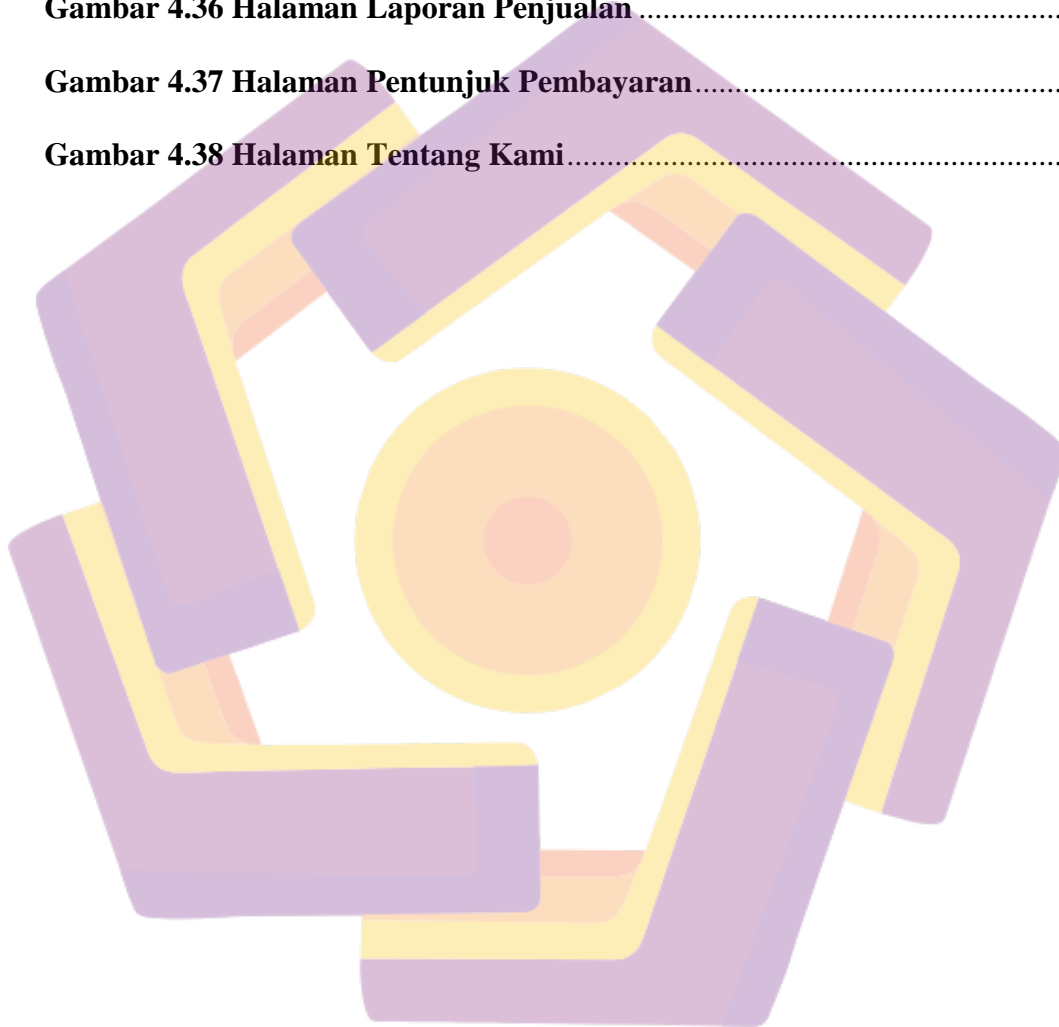 Gambar 4.36 Halaman Laporan Penjualan ................................................................
Gambar 4.37 Halaman Pentunjuk Pembayaran ........................................................
Gambar 4.38 Halaman Tentang Kami ........................................................................